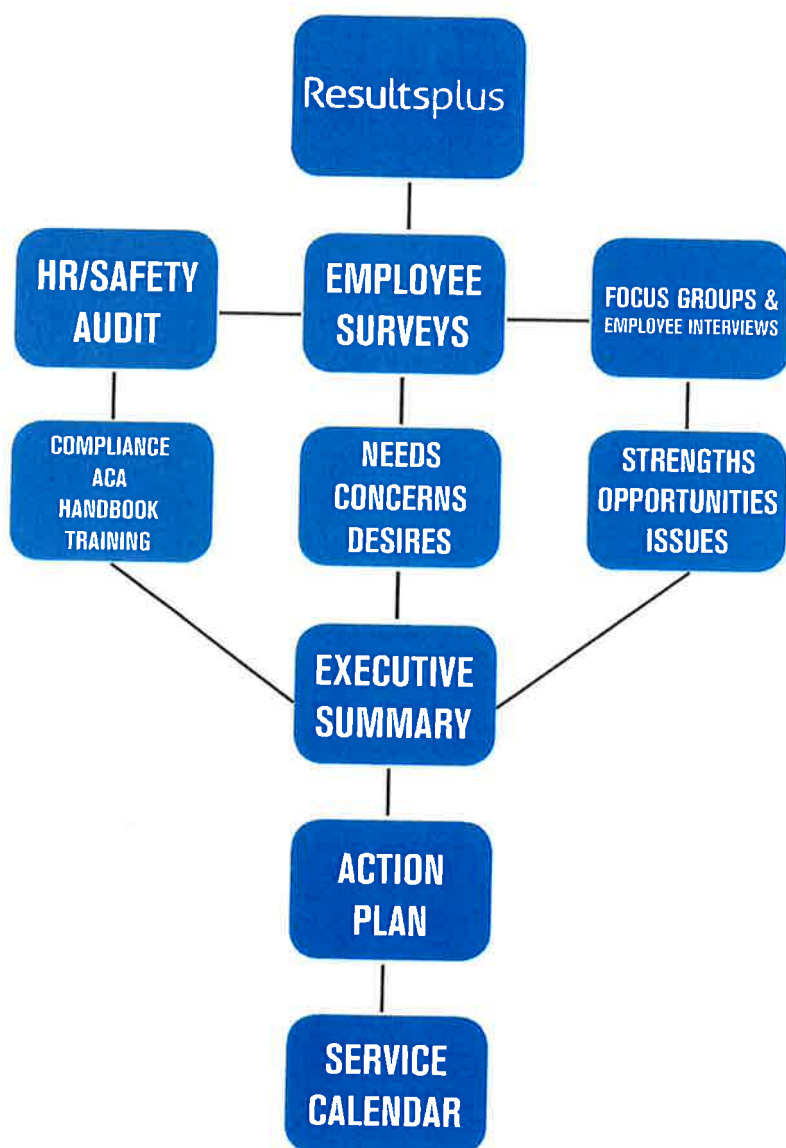 Resultsplus
HR/SAFETY
AUDIT
EMPLOYEE
SURVEYS
FOCUS GROUPS &
EMPLOYEE INTERVIEWS
COMPLIANCE
ACA
HANDBOOK
TRAINING
NEEDS
CONCERNS
DESIRES
STRENGTHS
OPPORTUNITIES
ISSUES
EXECUTIVE
SUMMARY
ACTION
PLAN
SERVICE
CALENDAR